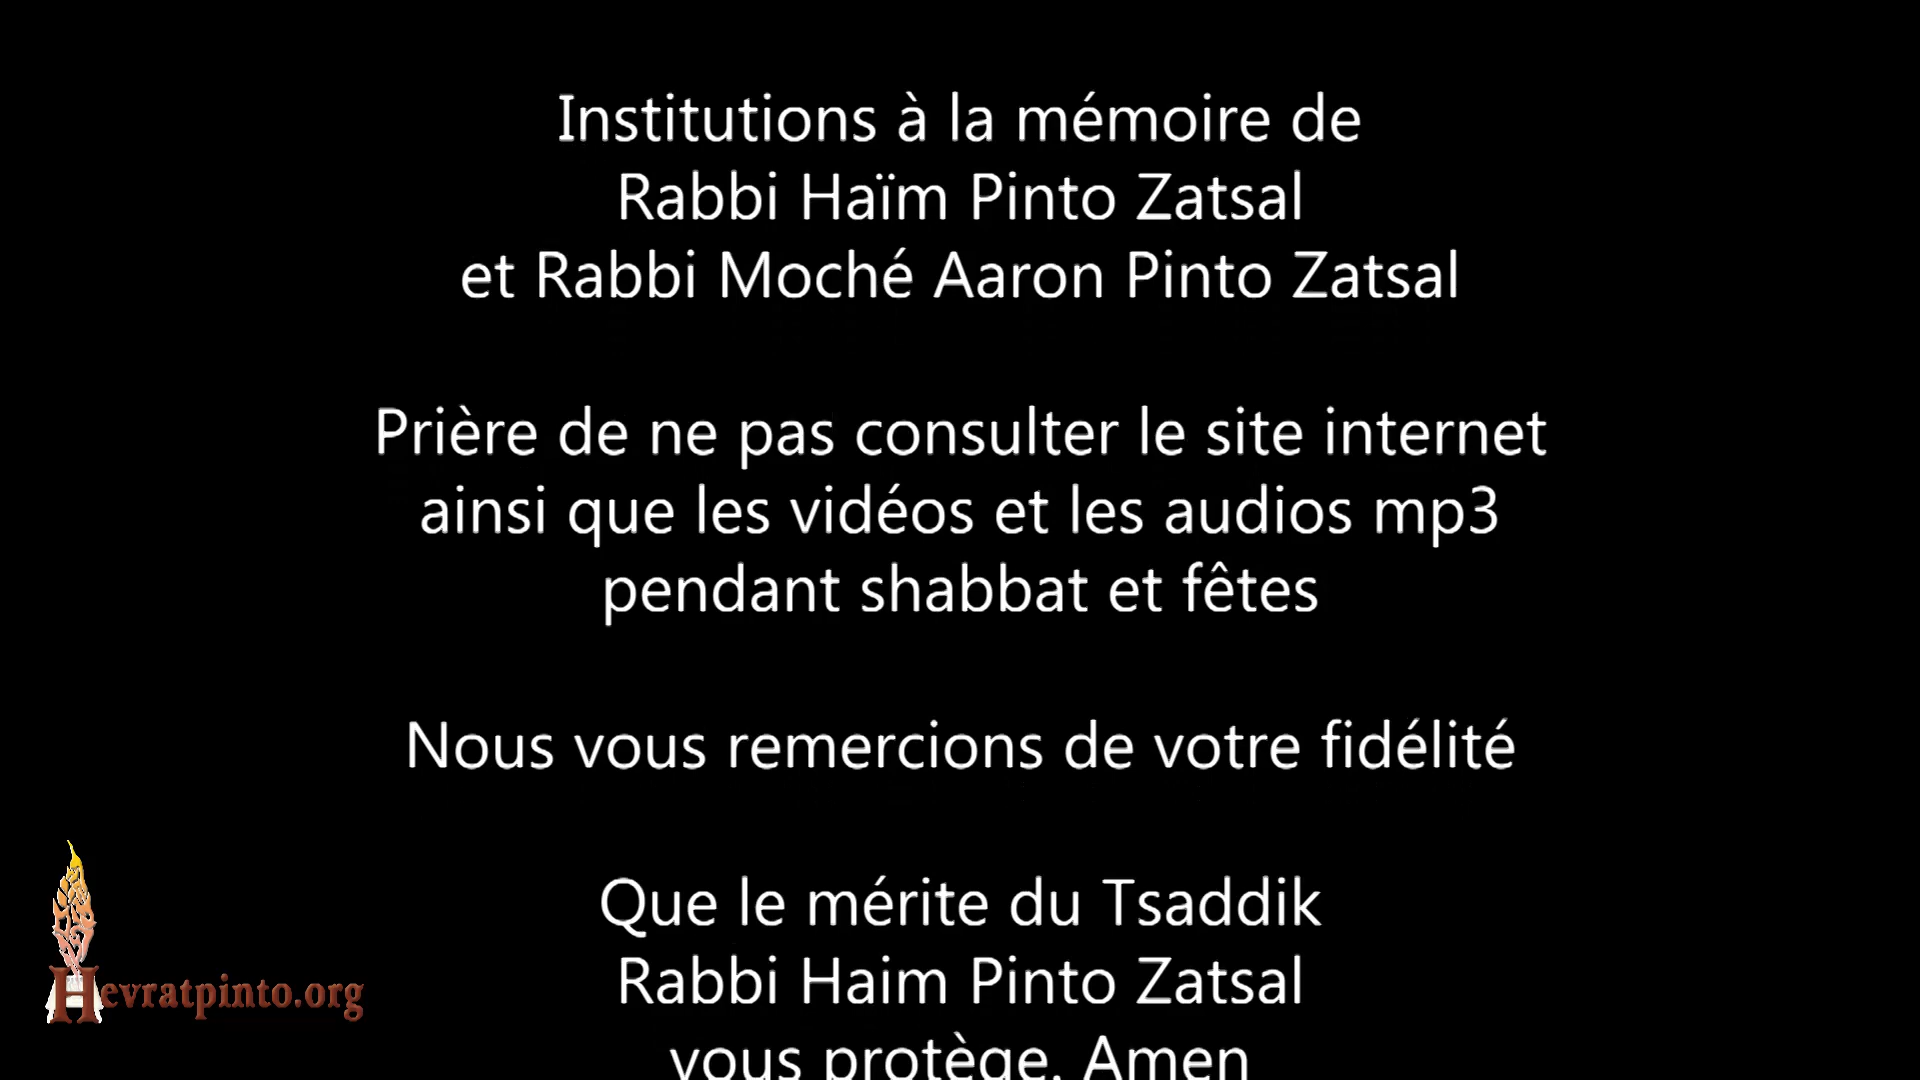 Institutions à la mémoire de
Rabbi Haïm Pinto Zatsal
et Rabbi Moché Aaron Pinto Zatsal
Prière de ne pas consulter le site internet
ainsi que les vidéos et les audios mp3
pendant shabbat et fêtes
Nous vous remercions de votre fidélité
Que le mérite du Tsaddik
Rabbi Haim Pinto Zatsal
vous protège. Amen
Hevratpinto.org